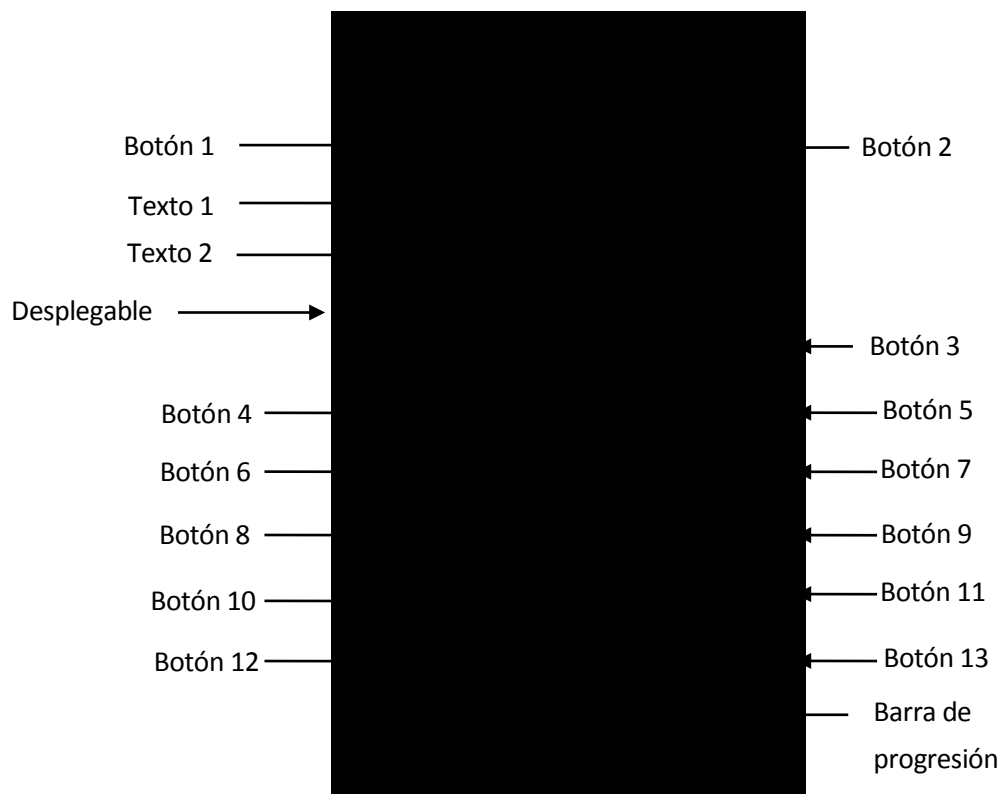 Botón 1
Botón 2
Texto 1
Texto 2
Desplegable
Botón 3
Botón 4
Botón 5
Botón 6
Botón 7
Botón 8
Botón 9
Botón 10
Botón 11
Botón 12
Botón 13
Barra de
progresión